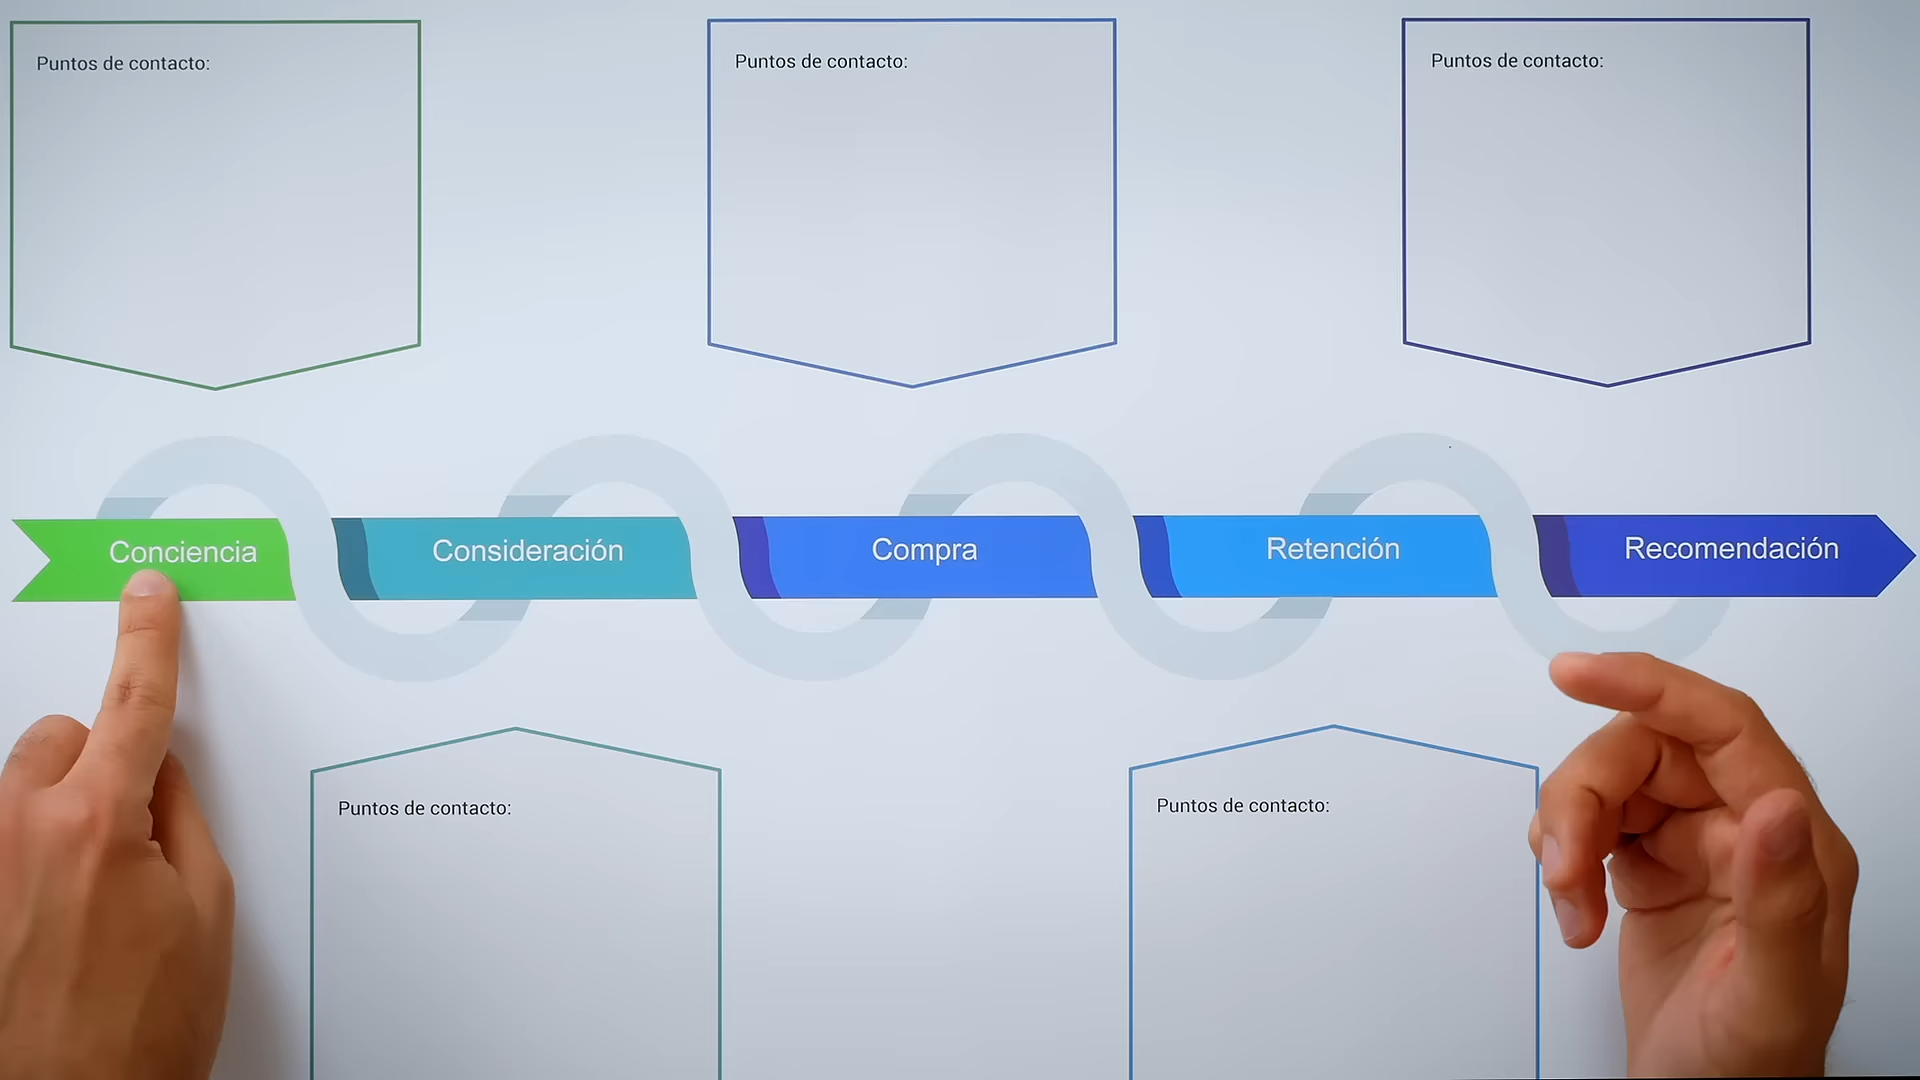 Puntos de contacto:
Puntos de contacto:
Puntos de contacto:
Conciencia
Consideración
Compra
Retención
Recomendación
Puntos de contacto:
Puntos de contacto: